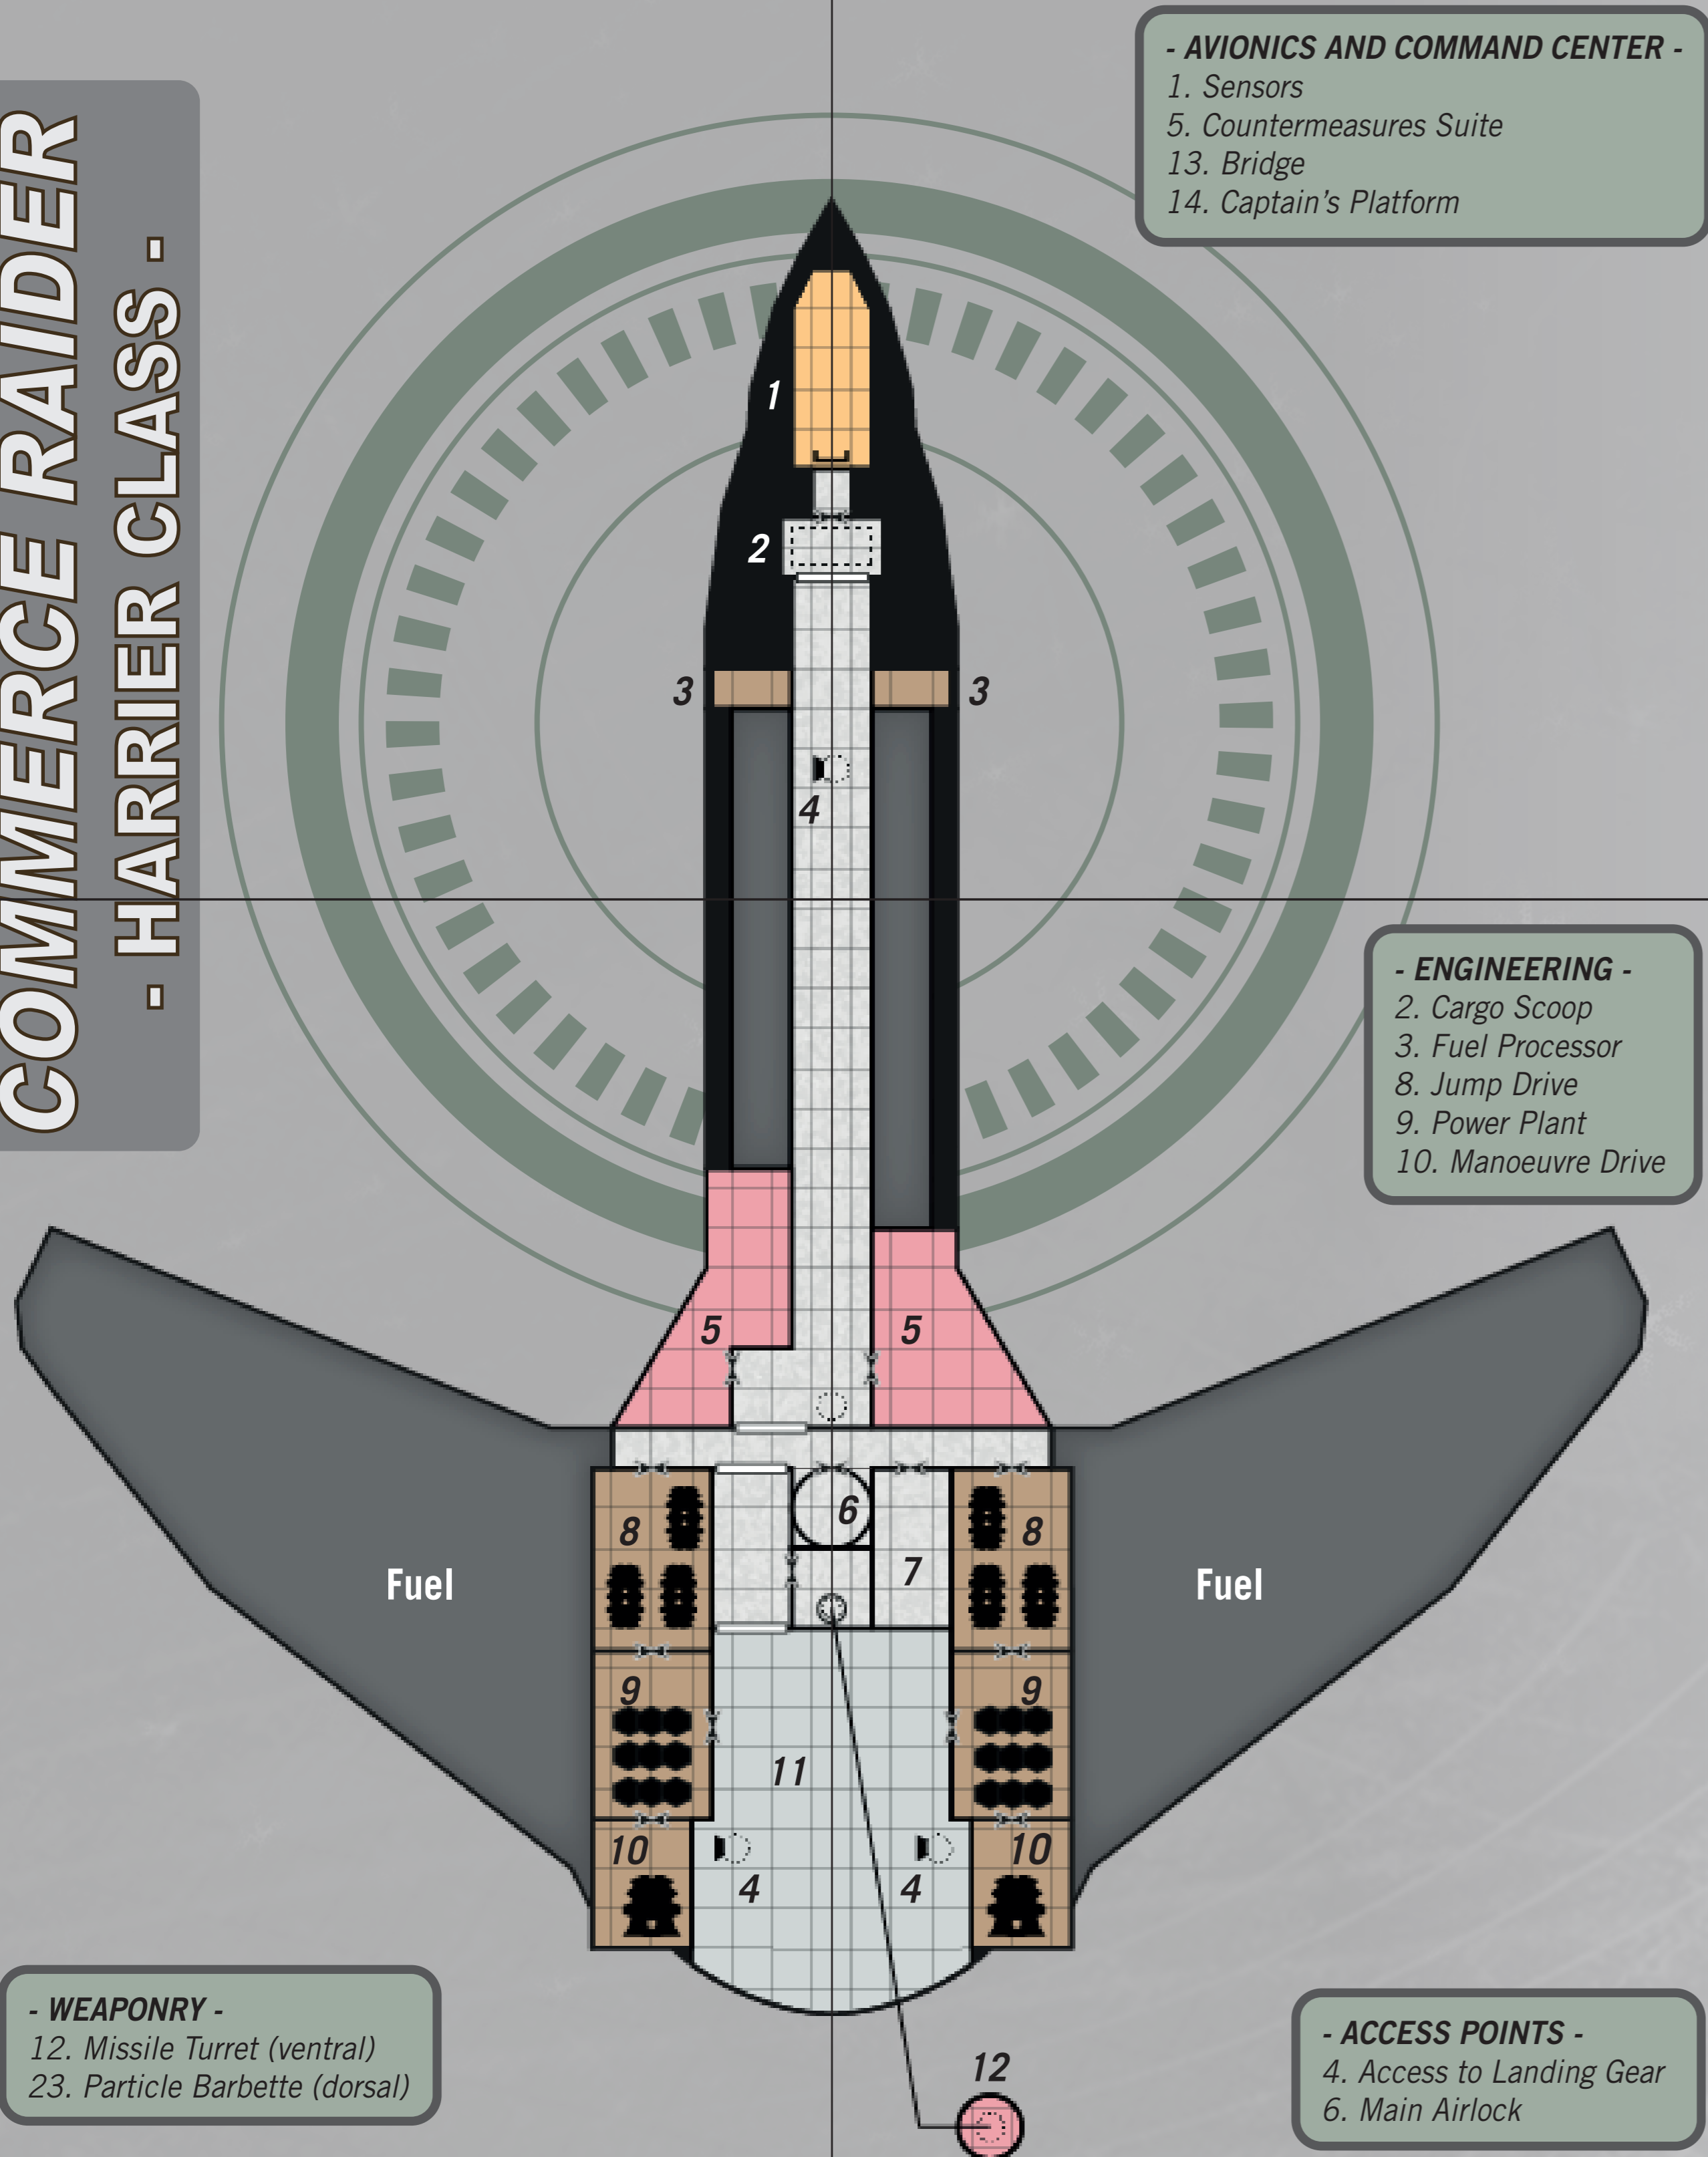 COMMERCE RAIDER
- HARRIER CLASS -
- AVIONICS AND COMMAND CENTER -
1. Sensors
5. Countermeasures Suite
13. Bridge
14. Captain's Platform
1
2
3
3
4
- ENGINEERING -
2. Cargo Scoop
3. Fuel Processor
8. Jump Drive
9. Power Plant
10. Manoeuvre Drive
5
5
6
8
8
7
Fuel
Fuel
9
9
11
10
10
4
4
- WEAPONRY -
12. Missile Turret (ventral)
23. Particle Barbette (dorsal)
12
- ACCESS POINTS -
4. Access to Landing Gear
6. Main Airlock